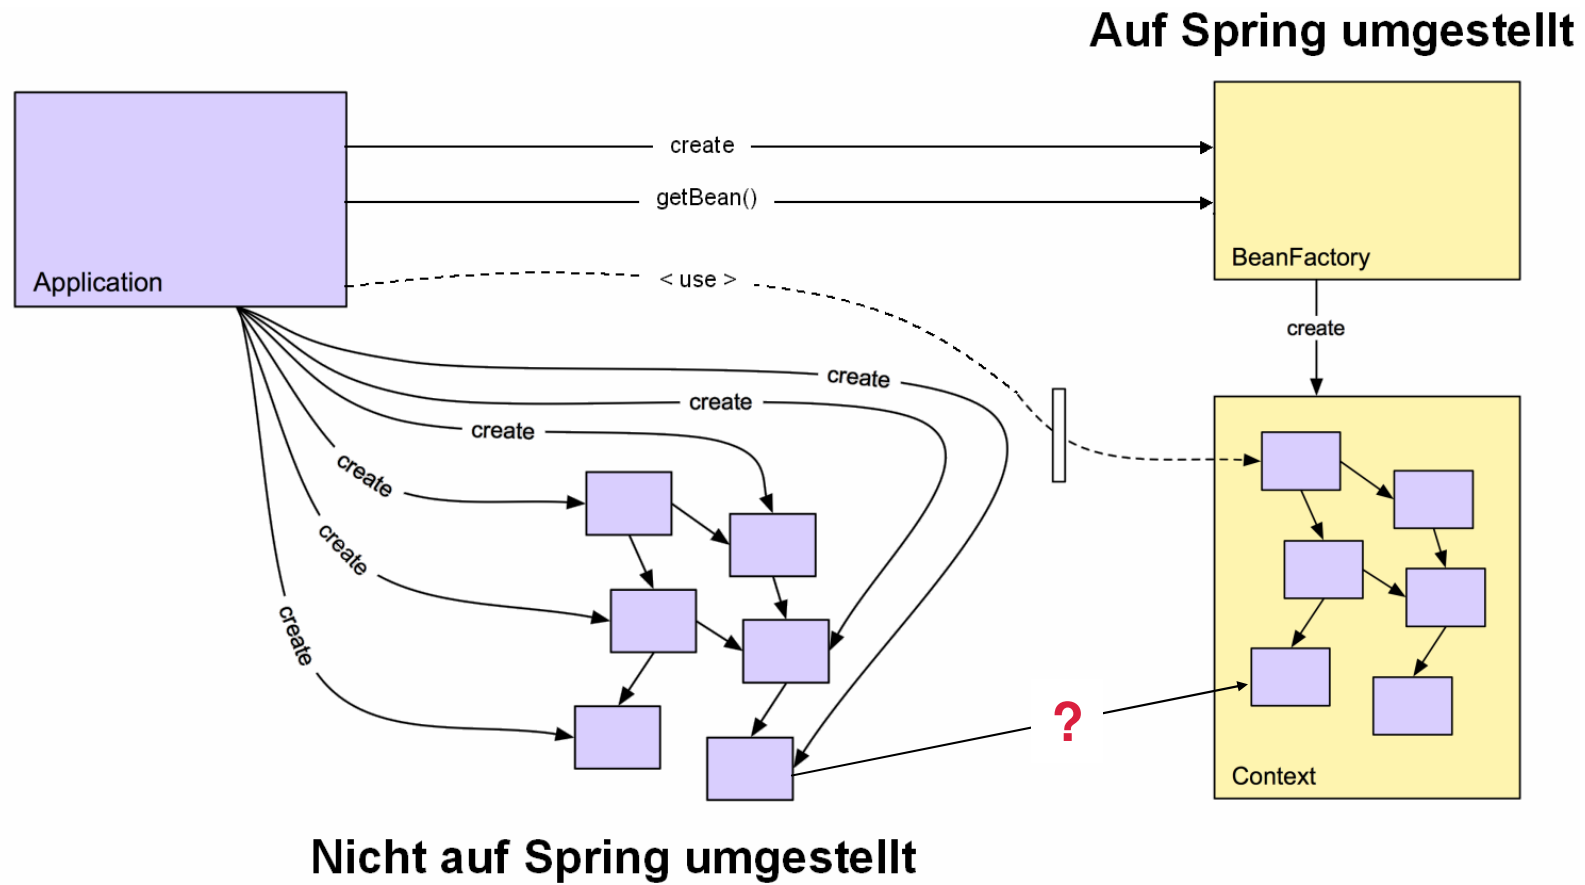 Auf Spring umgestellt
create
getBean()
Application
< use >
BeanFactory
create
create
create
create
create
create
create
?
Context
Nicht auf Spring umgestellt